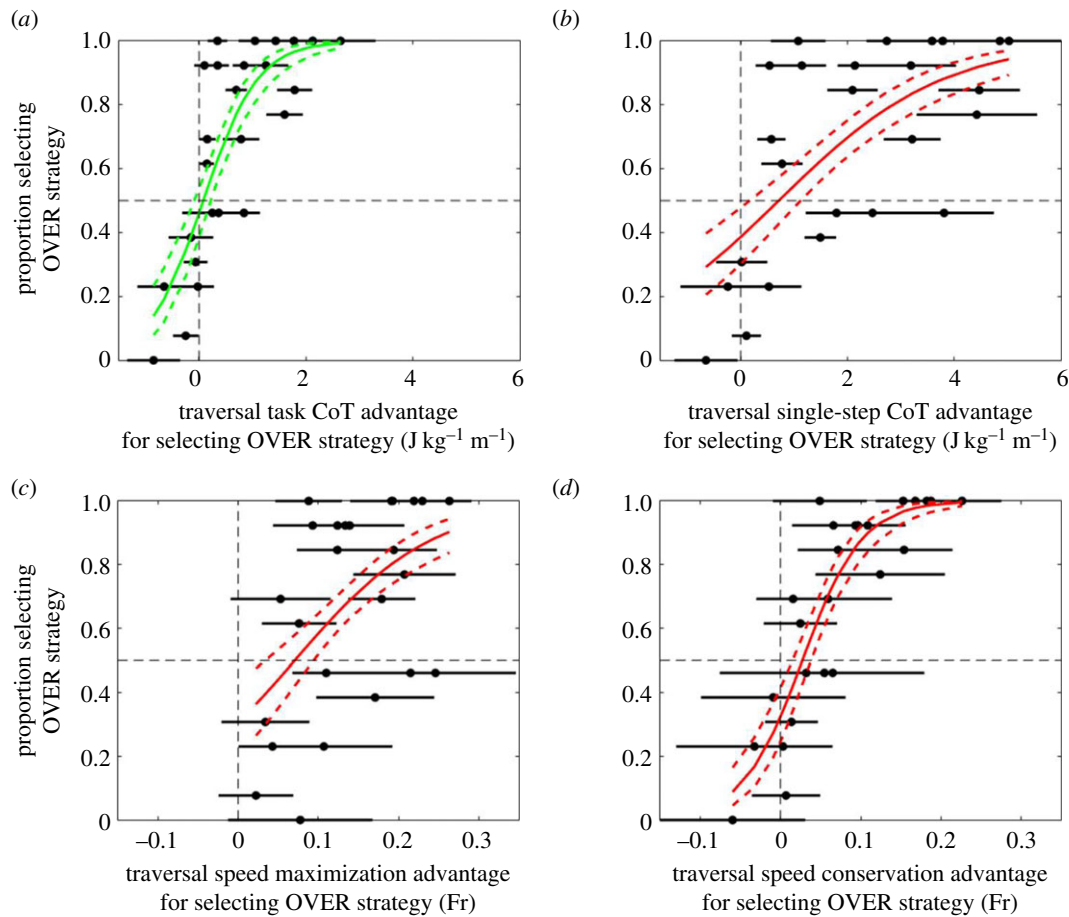 (a)
1.0
0.8
0.6
0.4
0.2
0
proportion selecting
OVER strategy
0 2 4 6
traversal task CoT advantage
for selecting OVER strategy (J kg⁻¹ m⁻¹)
(b)
1.0
0.8
0.6
0.4
0.2
0
0 2 4 6
traversal single-step CoT advantage
for selecting OVER strategy (J kg⁻¹ m⁻¹)
(c)
1.0
0.8
0.6
0.4
0.2
0
proportion selecting
OVER strategy
–0.1 0 0.1 0.2 0.3
traversal speed maximization advantage
for selecting OVER strategy (Fr)
(d)
1.0
0.8
0.6
0.4
0.2
0
–0.1 0 0.1 0.2 0.3
traversal speed conservation advantage
for selecting OVER strategy (Fr)